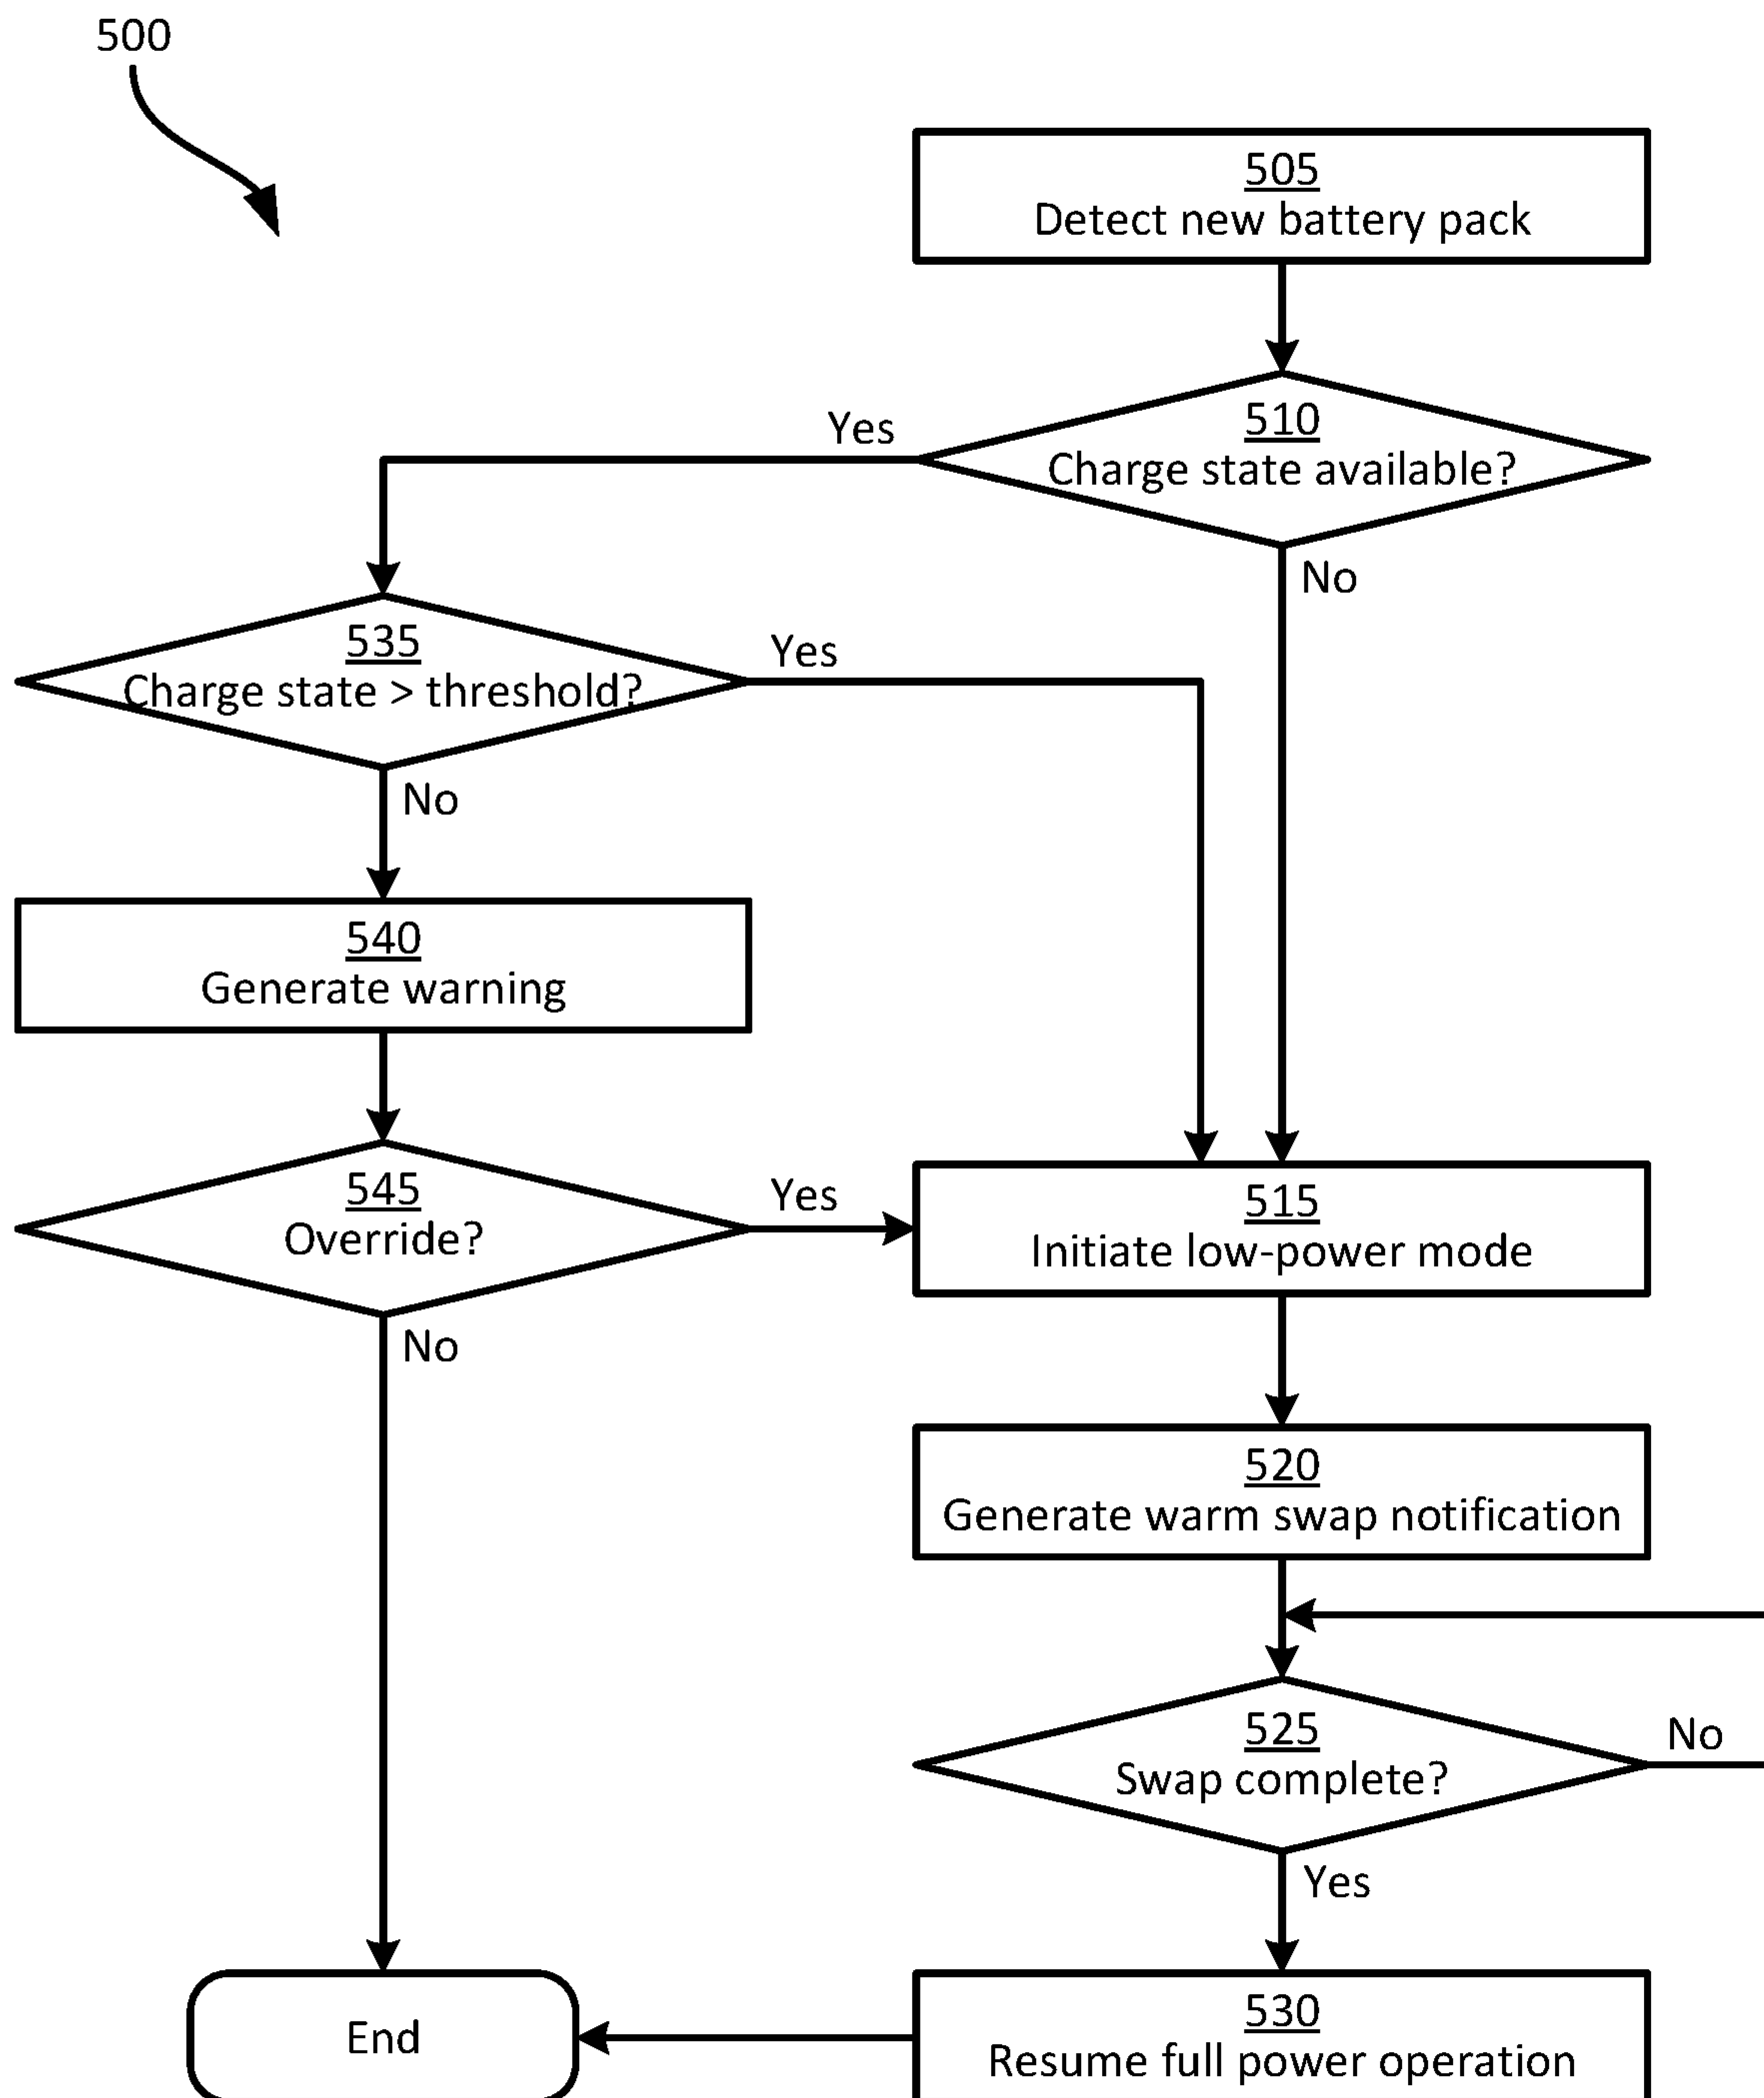 500
505
Detect new battery pack
510
Charge state available?
Yes
No
535
Charge state > threshold?
Yes
No
540
Generate warning
545
Override?
Yes
No
515
Initiate low-power mode
520
Generate warm swap notification
525
Swap complete?
No
Yes
530
Resume full power operation
End